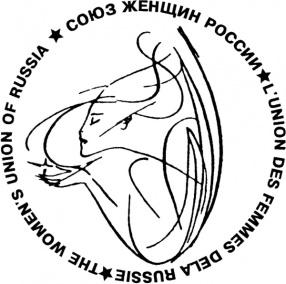 СОЮЗ ЖЕНЩИН РОССИИ
L'UNION DES FEMMES DELA RUSSIE
THE WOMEN'S UNION OF RUSSIA